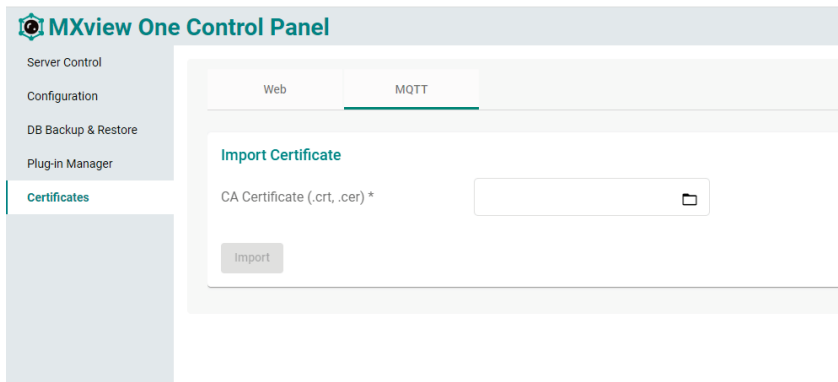 MXview One Control Panel
Server Control
Configuration
DB Backup & Restore
Plug-in Manager
Certificates
Web MQTT
Import Certificate
CA Certificate (.crt, .cer) *
Import